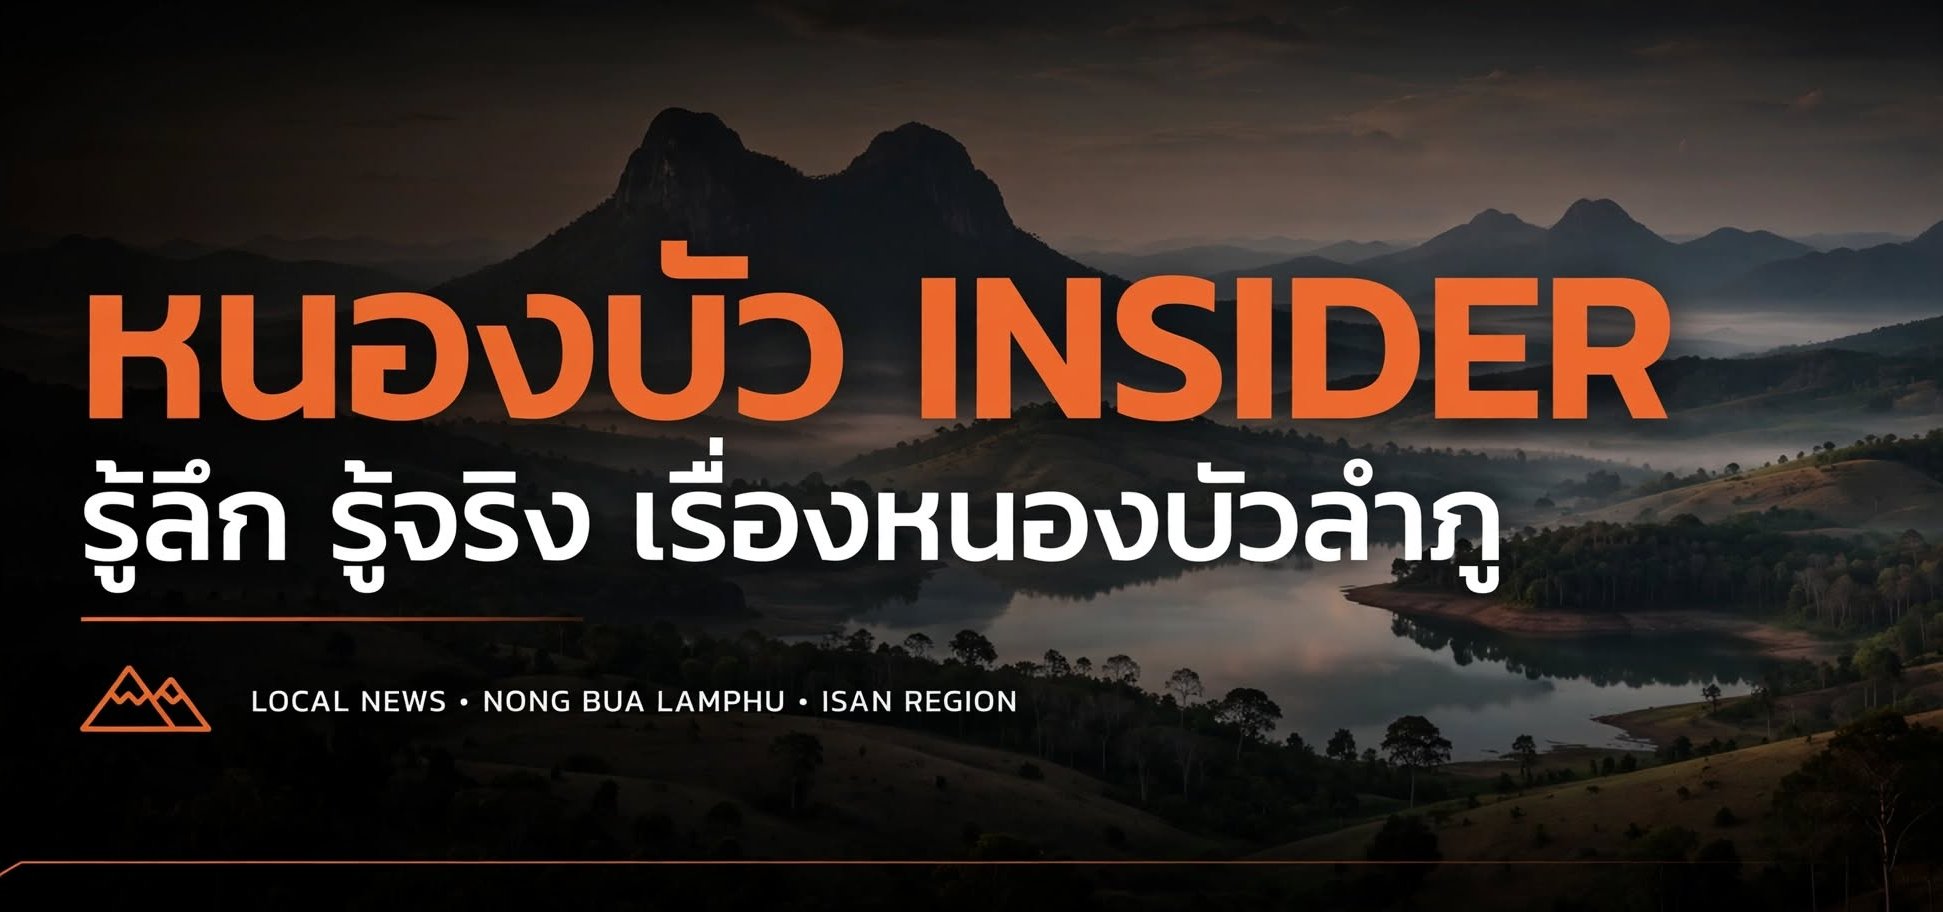 หนองบัว INSIDER
รู้ลึก รู้จริง เรื่องหนองบัวลำภู
LOCAL NEWS • NONG BUA LAMPHU • ISAN REGION